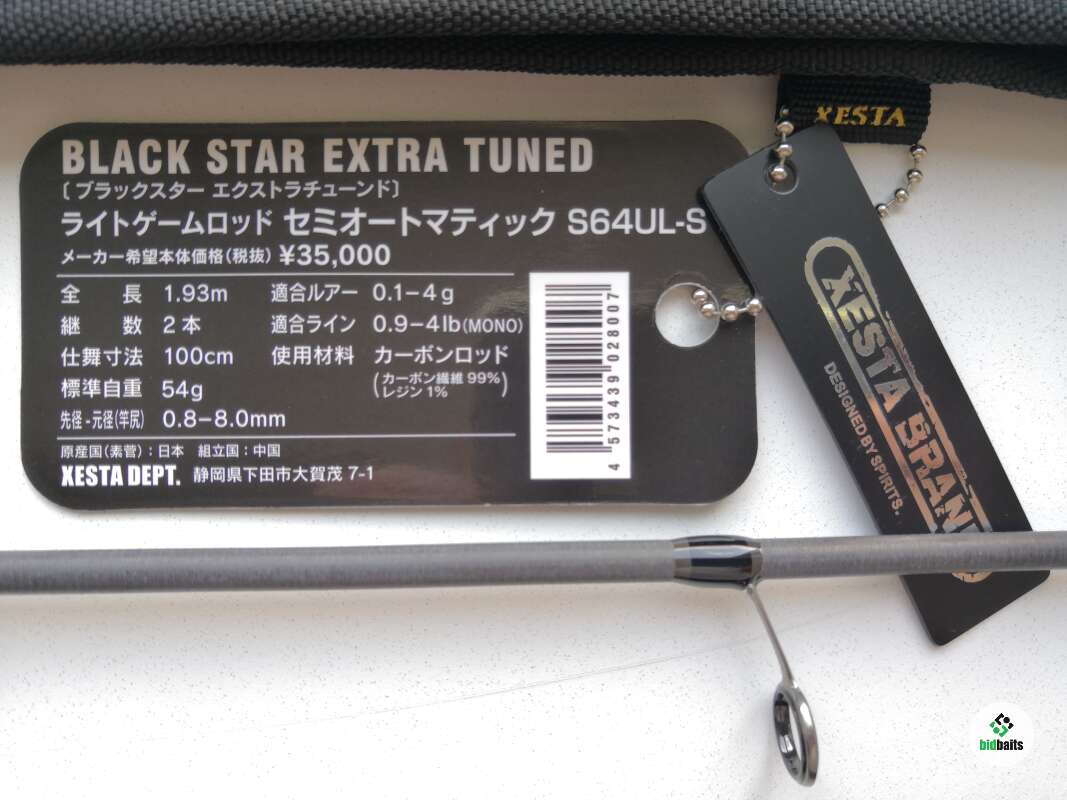 XESTA
BLACK STAR EXTRA TUNED
〔ブラックスター エクストラチューンド〕
ライトゲームロッド セミオートマティック S64UL-S
メーカー希望本体価格(税抜) ¥35,000
全 長 1.93m 適合ルアー 0.1−4g
継 数 2本 適合ライン 0.9−4lb(MONO)
仕舞寸法 100cm 使用材料 カーボンロッド
標準自重 54g (カーボン繊維 99%
レジン 1%)
先径-元径(竿尻) 0.8−8.0mm
原産国(素菅):日本 組立国:中国
XESTA DEPT. 静岡県下田市大賀茂 7-1
4 573439 028007
XESTA BRAND
DESIGNED BY SPIRITS.
bidbaits